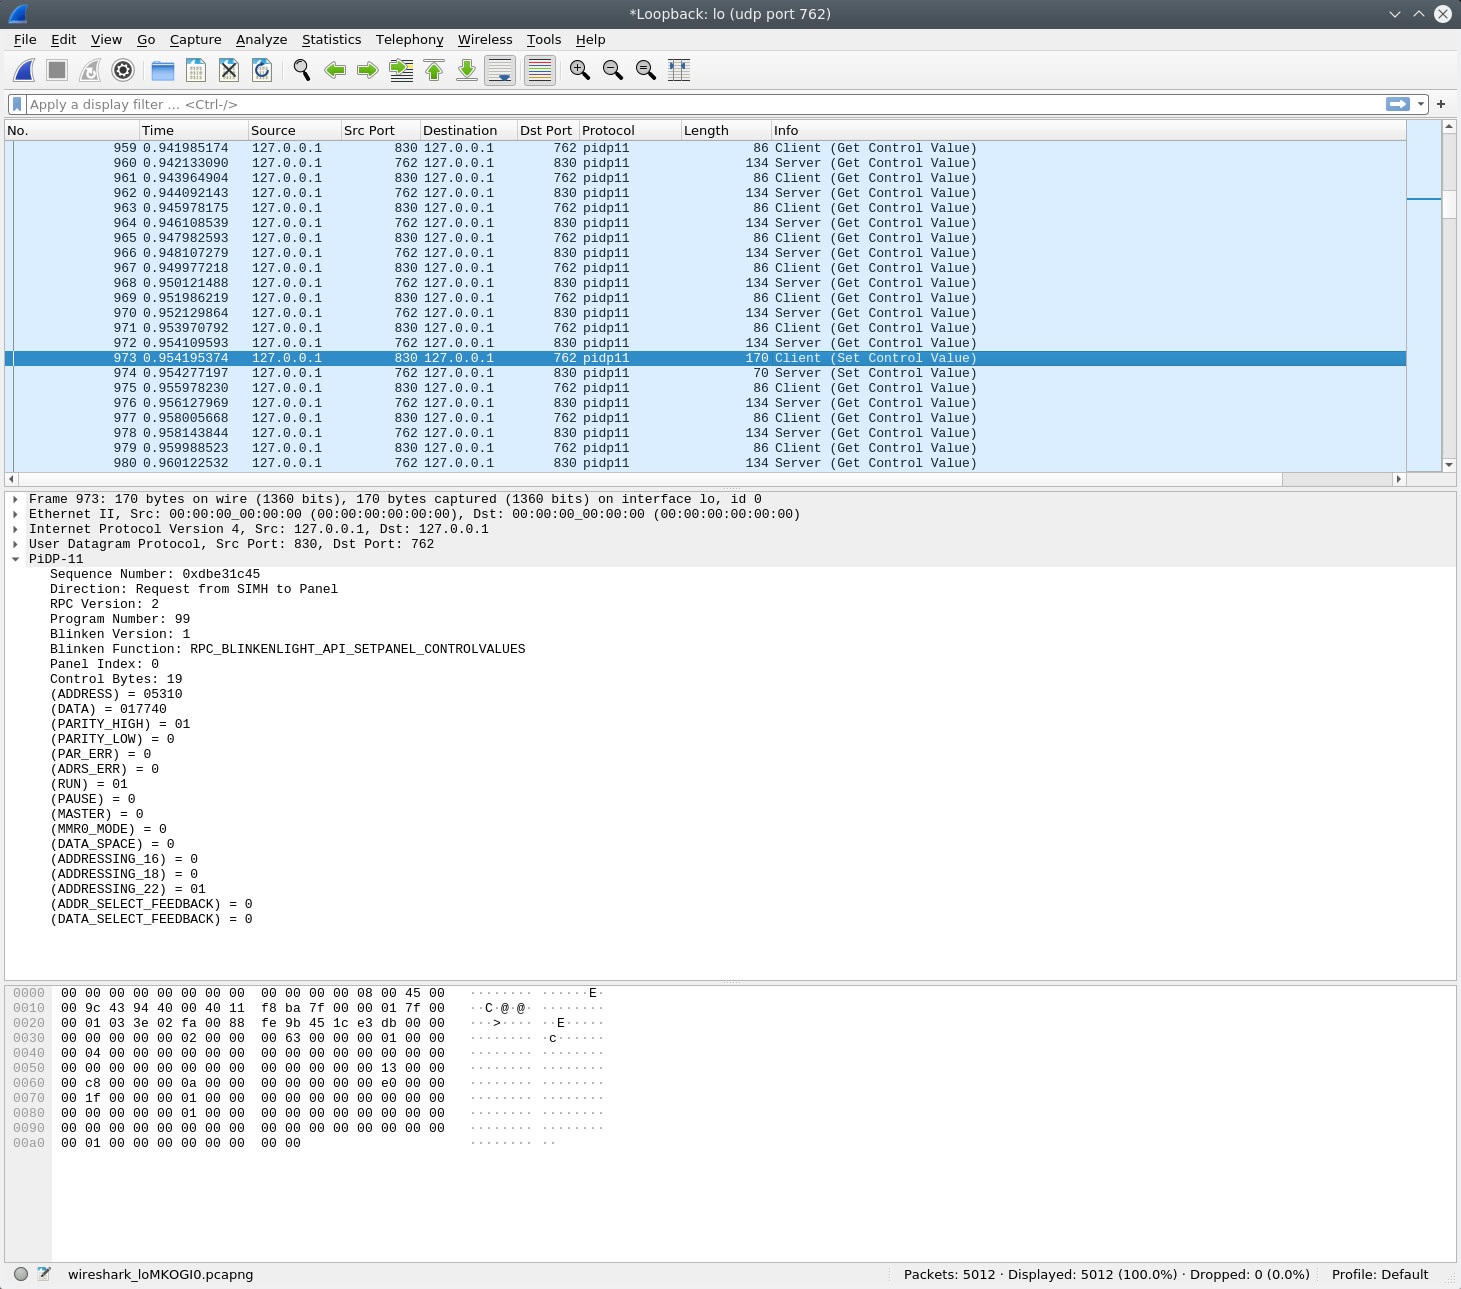 *Loopback: lo (udp port 762)
File Edit View Go Capture Analyze Statistics Telephony Wireless Tools Help
Apply a display filter ... <Ctrl-/>
No. Time Source Src Port Destination Dst Port Protocol Length Info
959 0.941985174 127.0.0.1 830 127.0.0.1 762 pidp11 86 Client (Get Control Value)
960 0.942133090 127.0.0.1 762 127.0.0.1 830 pidp11 134 Server (Get Control Value)
961 0.943964904 127.0.0.1 830 127.0.0.1 762 pidp11 86 Client (Get Control Value)
962 0.944092143 127.0.0.1 762 127.0.0.1 830 pidp11 134 Server (Get Control Value)
963 0.945978175 127.0.0.1 830 127.0.0.1 762 pidp11 86 Client (Get Control Value)
964 0.946108539 127.0.0.1 762 127.0.0.1 830 pidp11 134 Server (Get Control Value)
965 0.947982593 127.0.0.1 830 127.0.0.1 762 pidp11 86 Client (Get Control Value)
966 0.948107279 127.0.0.1 762 127.0.0.1 830 pidp11 134 Server (Get Control Value)
967 0.949977218 127.0.0.1 830 127.0.0.1 762 pidp11 86 Client (Get Control Value)
968 0.950121488 127.0.0.1 762 127.0.0.1 830 pidp11 134 Server (Get Control Value)
969 0.951986219 127.0.0.1 830 127.0.0.1 762 pidp11 86 Client (Get Control Value)
970 0.952129864 127.0.0.1 762 127.0.0.1 830 pidp11 134 Server (Get Control Value)
971 0.953970792 127.0.0.1 830 127.0.0.1 762 pidp11 86 Client (Get Control Value)
972 0.954109593 127.0.0.1 762 127.0.0.1 830 pidp11 134 Server (Get Control Value)
973 0.954195374 127.0.0.1 830 127.0.0.1 762 pidp11 170 Client (Set Control Value)
974 0.954277197 127.0.0.1 762 127.0.0.1 830 pidp11 70 Server (Set Control Value)
975 0.955978230 127.0.0.1 830 127.0.0.1 762 pidp11 86 Client (Get Control Value)
976 0.956127969 127.0.0.1 762 127.0.0.1 830 pidp11 134 Server (Get Control Value)
977 0.958005668 127.0.0.1 830 127.0.0.1 762 pidp11 86 Client (Get Control Value)
978 0.958143844 127.0.0.1 762 127.0.0.1 830 pidp11 134 Server (Get Control Value)
979 0.959988523 127.0.0.1 830 127.0.0.1 762 pidp11 86 Client (Get Control Value)
980 0.960122532 127.0.0.1 762 127.0.0.1 830 pidp11 134 Server (Get Control Value)
Frame 973: 170 bytes on wire (1360 bits), 170 bytes captured (1360 bits) on interface lo, id 0
Ethernet II, Src: 00:00:00_00:00:00 (00:00:00:00:00:00), Dst: 00:00:00_00:00:00 (00:00:00:00:00:00)
Internet Protocol Version 4, Src: 127.0.0.1, Dst: 127.0.0.1
User Datagram Protocol, Src Port: 830, Dst Port: 762
PiDP-11
Sequence Number: 0xdbe31c45
Direction: Request from SIMH to Panel
RPC Version: 2
Program Number: 99
Blinken Version: 1
Blinken Function: RPC_BLINKENLIGHT_API_SETPANEL_CONTROLVALUES
Panel Index: 0
Control Bytes: 19
(ADDRESS) = 05310
(DATA) = 017740
(PARITY_HIGH) = 01
(PARITY_LOW) = 0
(PAR_ERR) = 0
(ADRS_ERR) = 0
(RUN) = 01
(PAUSE) = 0
(MASTER) = 0
(MMR0_MODE) = 0
(DATA_SPACE) = 0
(ADDRESSING_16) = 0
(ADDRESSING_18) = 0
(ADDRESSING_22) = 01
(ADDR_SELECT_FEEDBACK) = 0
(DATA_SELECT_FEEDBACK) = 0
0000 00 00 00 00 00 00 00 00 00 00 00 00 08 00 45 00 ········ ······E·
0010 00 9c 43 94 40 00 40 11 f8 ba 7f 00 00 01 7f 00 ··C·@·@· ········
0020 00 01 03 3e 02 fa 00 88 fe 9b 45 1c e3 db 00 00 ···>···· ··E·····
0030 00 00 00 00 00 02 00 00 00 63 00 00 00 01 00 00 ········ ·c······
0040 00 04 00 00 00 00 00 00 00 00 00 00 00 00 00 00 ········ ········
0050 00 00 00 00 00 00 00 00 00 00 00 00 00 13 00 00 ········ ········
0060 00 c8 00 00 00 0a 00 00 00 00 00 00 00 e0 00 00 ········ ········
0070 00 1f 00 00 00 01 00 00 00 00 00 00 00 00 00 00 ········ ········
0080 00 00 00 00 00 01 00 00 00 00 00 00 00 00 00 00 ········ ········
0090 00 00 00 00 00 00 00 00 00 00 00 00 00 00 00 00 ········ ········
00a0 00 01 00 00 00 00 00 00 00 00 ········ ··
wireshark_loMKOGI0.pcapng Packets: 5012 · Displayed: 5012 (100.0%) · Dropped: 0 (0.0%) Profile: Default